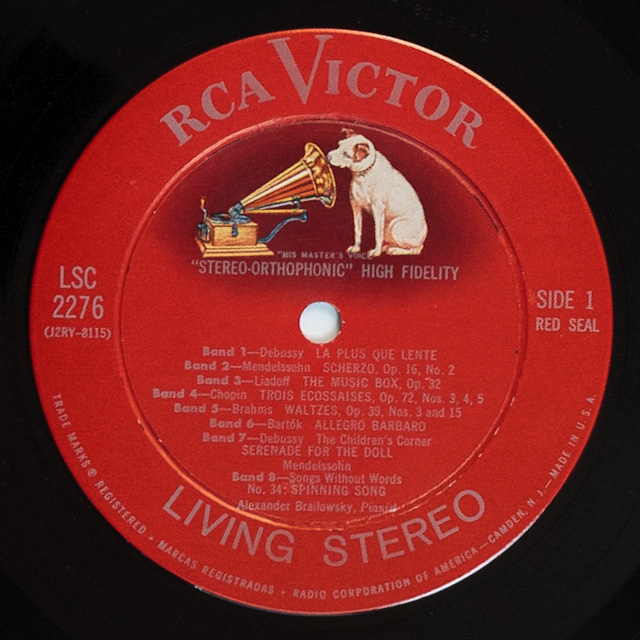 RCA VICTOR
"HIS MASTER'S VOICE"
"STEREO-ORTHOPHONIC" HIGH FIDELITY
LSC
2276
(J2RY-8115)
SIDE 1
RED SEAL
Band 1—Debussy LA PLUS QUE LENTE
Band 2—Mendelssohn SCHERZO, Op. 16, No. 2
Band 3—Liadoff THE MUSIC BOX, Op. 32
Band 4—Chopin TROIS ECOSSAISES, Op. 72, Nos. 3, 4, 5
Band 5—Brahms WALTZES, Op. 39, Nos. 3 and 15
Band 6—Bartók ALLEGRO BARBARO
Band 7—Debussy The Children's Corner
SERENADE FOR THE DOLL
Mendelssohn
Band 8—Songs Without Words
No. 34: SPINNING SONG
Alexander Brailowsky, Pianist
LIVING STEREO
TRADE MARKS ® REGISTERED • MARCAS REGISTRADAS • RADIO CORPORATION OF AMERICA—CAMDEN, N. J.—MADE IN U.S.A.